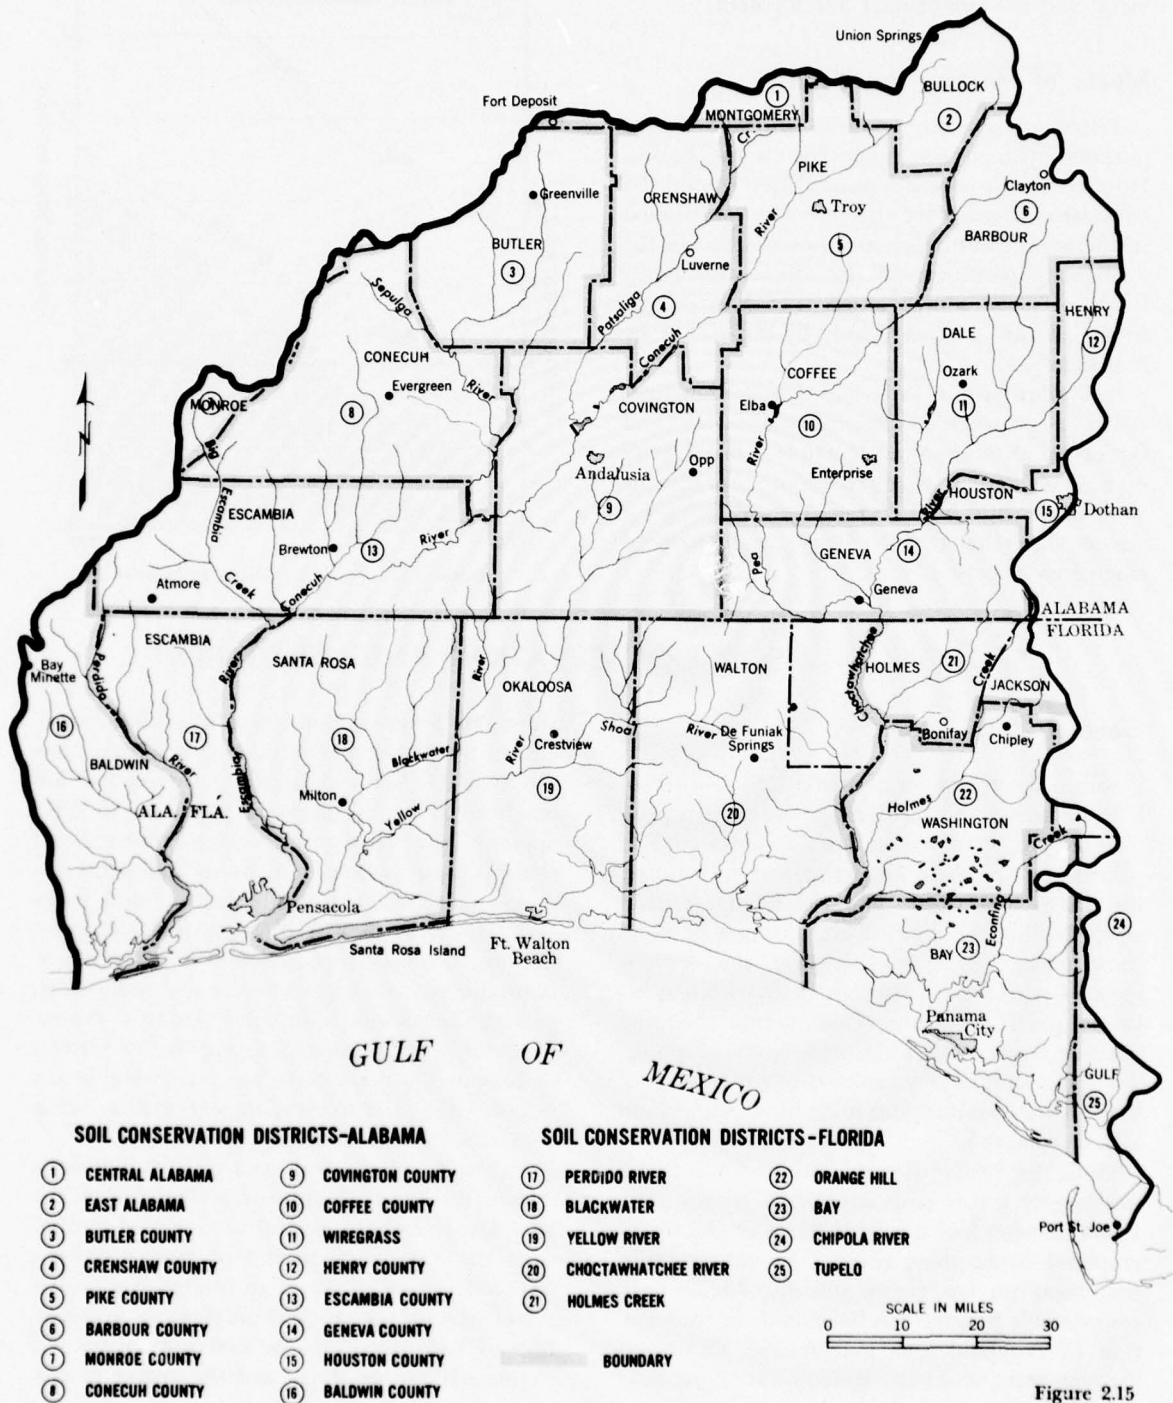 Union Springs
BULLOCK
2
1
MONTGOMERY
Fort Deposit
Cr.
PIKE
Clayton
6
Greenville
CRENSHAW
River
Troy
BARBOUR
BUTLER
3
5
Luverne
Sepulga
Patsaliga
4
HENRY
12
Conecuh
DALE
CONECUH
Evergreen
River
COFFEE
Ozark
MONROE
8
COVINGTON
Elba
11
10
Big
River
Andalusia
Opp
Enterprise
9
HOUSTON
15
Dothan
River
Escambia
ESCAMBIA
Brewton
13
River
GENEVA
14
Pea
Atmore
Creek
Conecuh
Geneva
ALABAMA
FLORIDA
ESCAMBIA
SANTA ROSA
WALTON
HOLMES
21
Creek
Bay
Minette
Perdido
River
River
OKALOOSA
Choctawhatchee
JACKSON
16
17
18
Shoal
River
De Funiak
Springs
Bonifay
Chipley
BALDWIN
River
Blackwater
River
Crestview
19
Escambia
Milton
Yellow
20
Holmes
22
WASHINGTON
Creek
ALA.
FLA.
Pensacola
Santa Rosa Island
Ft. Walton
Beach
Econfina
24
BAY
23
Panama
City
GULF
25
GULF OF MEXICO
Port St. Joe
SOIL CONSERVATION DISTRICTS-ALABAMA
1 CENTRAL ALABAMA
2 EAST ALABAMA
3 BUTLER COUNTY
4 CRENSHAW COUNTY
5 PIKE COUNTY
6 BARBOUR COUNTY
7 MONROE COUNTY
8 CONECUH COUNTY
9 COVINGTON COUNTY
10 COFFEE COUNTY
11 WIREGRASS
12 HENRY COUNTY
13 ESCAMBIA COUNTY
14 GENEVA COUNTY
15 HOUSTON COUNTY
16 BALDWIN COUNTY
SOIL CONSERVATION DISTRICTS-FLORIDA
17 PERDIDO RIVER
18 BLACKWATER
19 YELLOW RIVER
20 CHOCTAWHATCHEE RIVER
21 HOLMES CREEK
22 ORANGE HILL
23 BAY
24 CHIPOLA RIVER
25 TUPELO
BOUNDARY
SCALE IN MILES
0 10 20 30
Figure 2.15